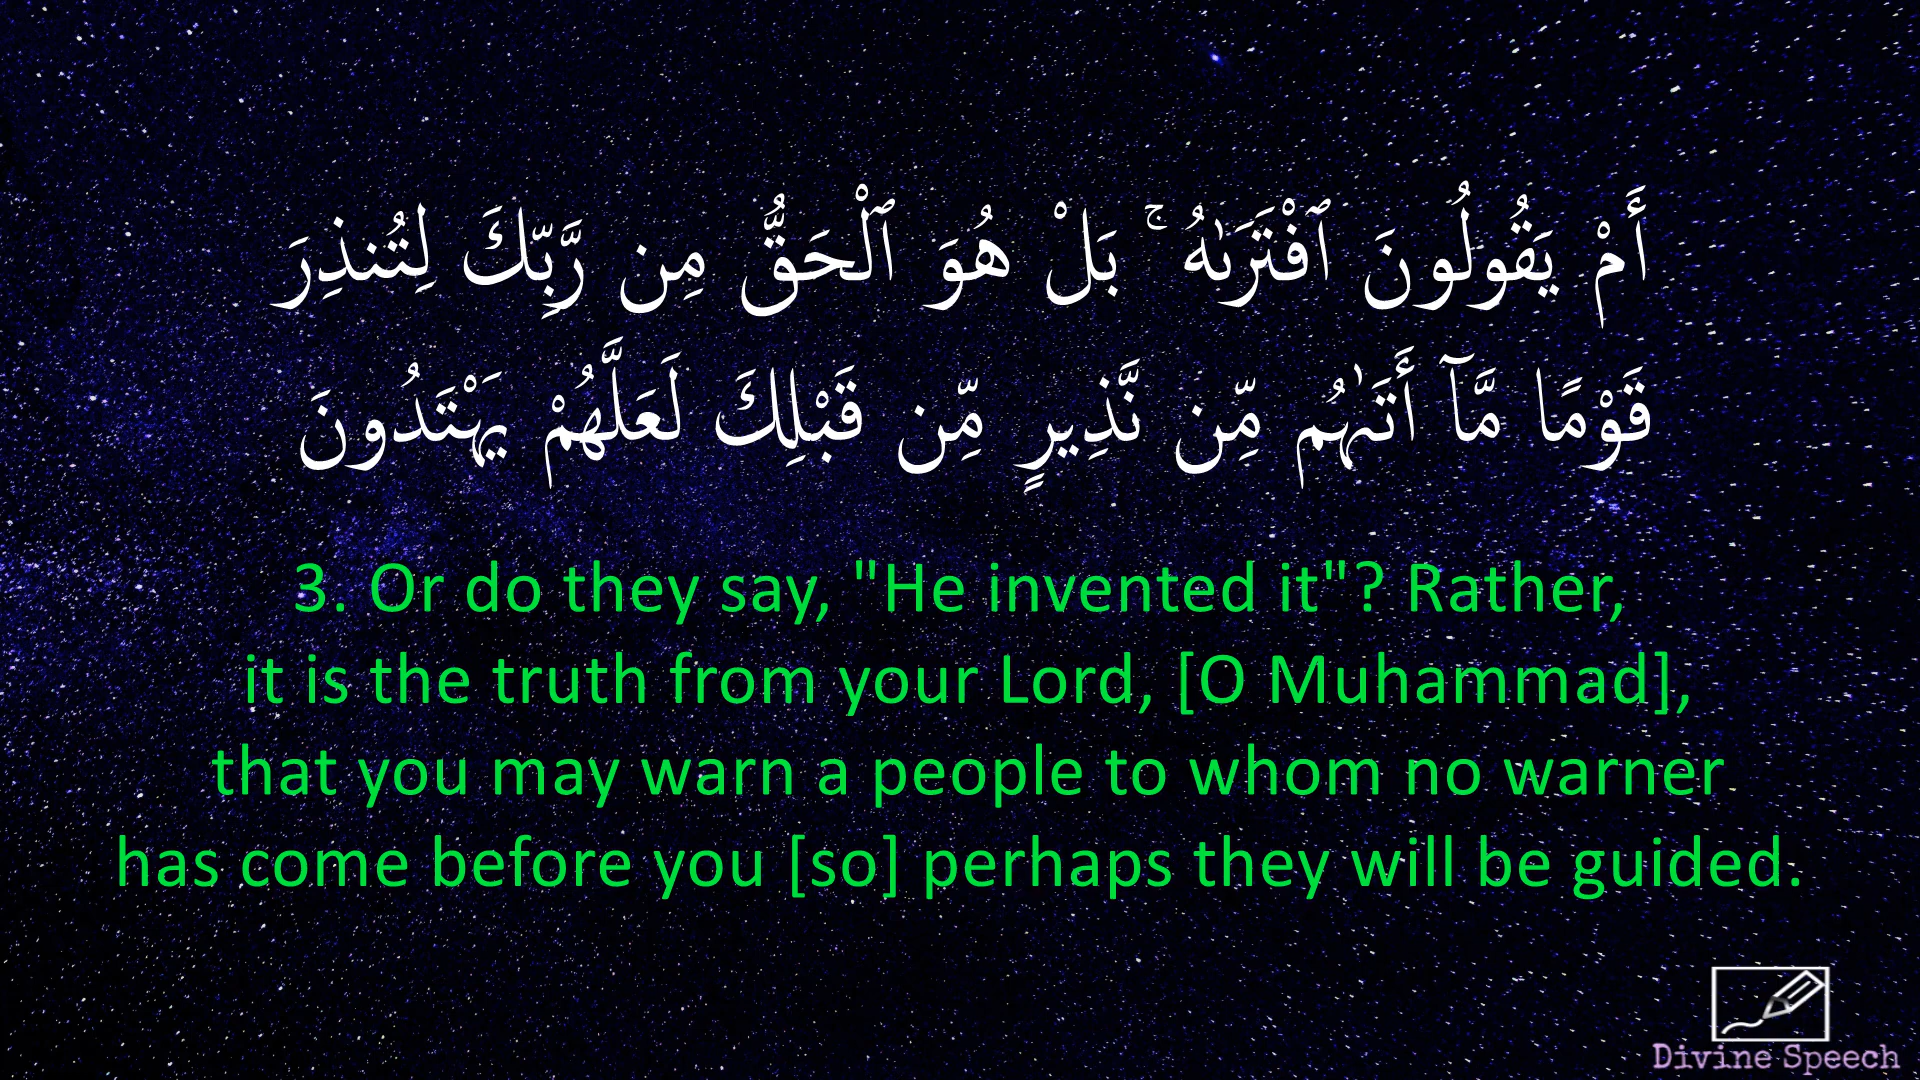 أَمْ يَقُولُونَ ٱفْتَرَىٰهُ ۚ بَلْ هُوَ ٱلْحَقُّ مِن رَّبِّكَ لِتُنذِرَ
قَوْمًا مَّآ أَتَىٰهُم مِّن نَّذِيرٍ مِّن قَبْلِكَ لَعَلَّهُمْ يَهْتَدُونَ
3. Or do they say, "He invented it"? Rather,
it is the truth from your Lord, [O Muhammad],
that you may warn a people to whom no warner
has come before you [so] perhaps they will be guided.
Divine Speech